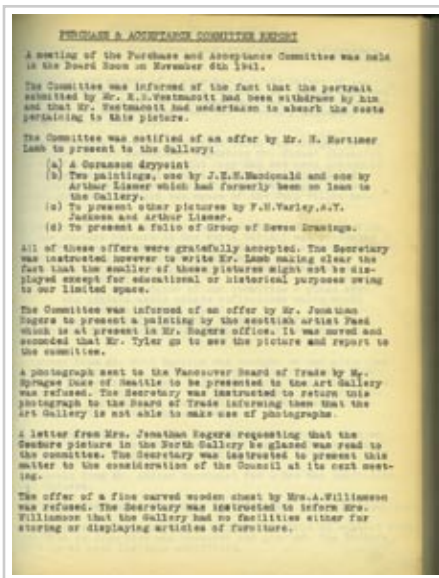 PURCHASE & ACCEPTANCE COMMITTEE REPORT
A meeting of the Purchase and Acceptance Committee was held
in the Board Room on November 6th 1941.
The Committee was informed of the fact that the portrait
submitted by Mr. Westmacott had been withdrawn by him
and that Mr. Westmacott had undertaken to absorb the costs
pertaining to this picture.
The Committee was notified of an offer by Mr. H. Mortimer
Lamb to present to the Gallery:
(a) A Goranson drypoint
(b) Two paintings, one by J.E.H.Macdonald and one by
Arthur Lismer which had formerly been on loan to
the Gallery.
(c) To present other pictures by F.H.Varley,A.Y.
Jackson and Arthur Lismer.
(d) To present a folio of Group of Seven Drawings.
All of these offers were gratefully accepted. The Secretary
was instructed however to write Mr. Lamb making clear the
fact that the smaller of these pictures might not be dis-
played except for educational or historical purposes owing
to our limited space.
The Committee was informed of an offer by Mr. Jonathan
Rogers to present a painting by the scottish artist Faed
which is at present in Mr. Rogers office. It was moved and
seconded that Mr. Tyler go to see the picture and report to
the committee.
A photograph sent to the Vancouver Board of Trade by Mr.
Sprague Duke of Seattle to be presented to the Art Gallery
was refused. The Secretary was instructed to return this
photograph to the Board of Trade informing them that the
Art Gallery is not able to make use of photographs.
A letter from Mrs. Jonathan Rogers requesting that the
picture in the North Gallery be glazed was read to
the committee. The Secretary was instructed to present this
matter to the consideration of the Council at its next meet-
ing.
The offer of a fine carved wooden chest by Mrs.A.Williamson
was refused. The Secretary was instructed to inform Mrs.
Williamson that the Gallery had no facilities either for
storing or displaying articles of furniture.